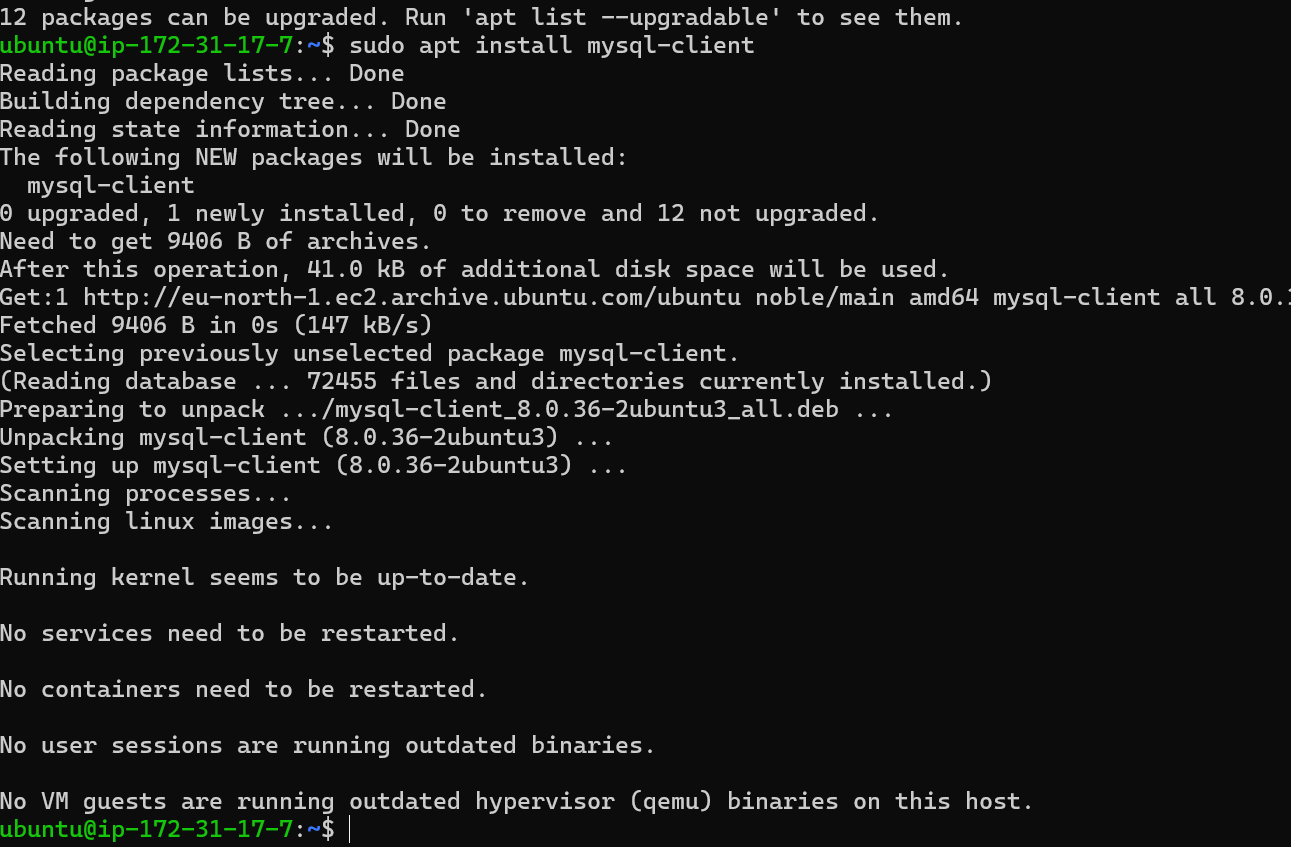 12 packages can be upgraded. Run 'apt list --upgradable' to see them.
ubuntu@ip-172-31-17-7:~$ sudo apt install mysql-client
Reading package lists... Done
Building dependency tree... Done
Reading state information... Done
The following NEW packages will be installed:
  mysql-client
0 upgraded, 1 newly installed, 0 to remove and 12 not upgraded.
Need to get 9406 B of archives.
After this operation, 41.0 kB of additional disk space will be used.
Get:1 http://eu-north-1.ec2.archive.ubuntu.com/ubuntu noble/main amd64 mysql-client all 8.0.
Fetched 9406 B in 0s (147 kB/s)
Selecting previously unselected package mysql-client.
(Reading database ... 72455 files and directories currently installed.)
Preparing to unpack .../mysql-client_8.0.36-2ubuntu3_all.deb ...
Unpacking mysql-client (8.0.36-2ubuntu3) ...
Setting up mysql-client (8.0.36-2ubuntu3) ...
Scanning processes...
Scanning linux images...
Running kernel seems to be up-to-date.
No services need to be restarted.
No containers need to be restarted.
No user sessions are running outdated binaries.
No VM guests are running outdated hypervisor (qemu) binaries on this host.
ubuntu@ip-172-31-17-7:~$